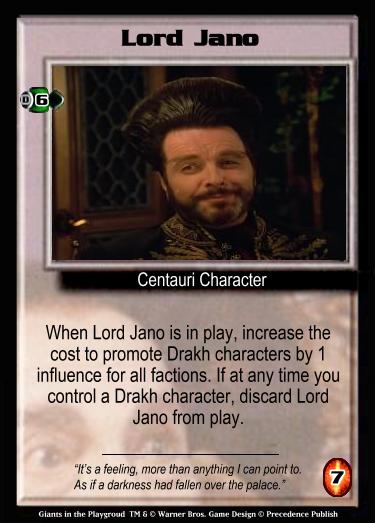 Lord Jano
D 6
Centauri Character
When Lord Jano is in play, increase the
cost to promote Drakh characters by 1
influence for all factions. If at any time you
control a Drakh character, discard Lord
Jano from play.
“It’s a feeling, more than anything I can point to.
As if a darkness had fallen over the palace.”
7
Giants in the Playgroud TM & © Warner Bros. Game Design © Precedence Publish